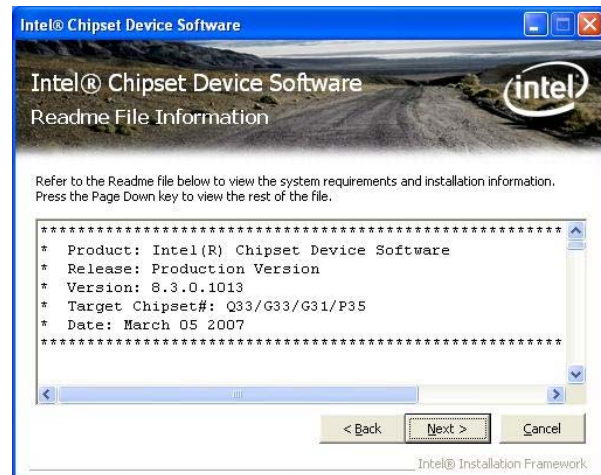 Intel® Chipset Device Software
Intel® Chipset Device Software
intel
Readme File Information
Refer to the Readme file below to view the system requirements and installation information.
Press the Page Down key to view the rest of the file.
********************************************************
* Product: Intel(R) Chipset Device Software
* Release: Production Version
* Version: 8.3.0.1013
* Target Chipset#: Q33/G33/G31/P35
* Date: March 05 2007
********************************************************
< Back Next > Cancel
Intel® Installation Framework